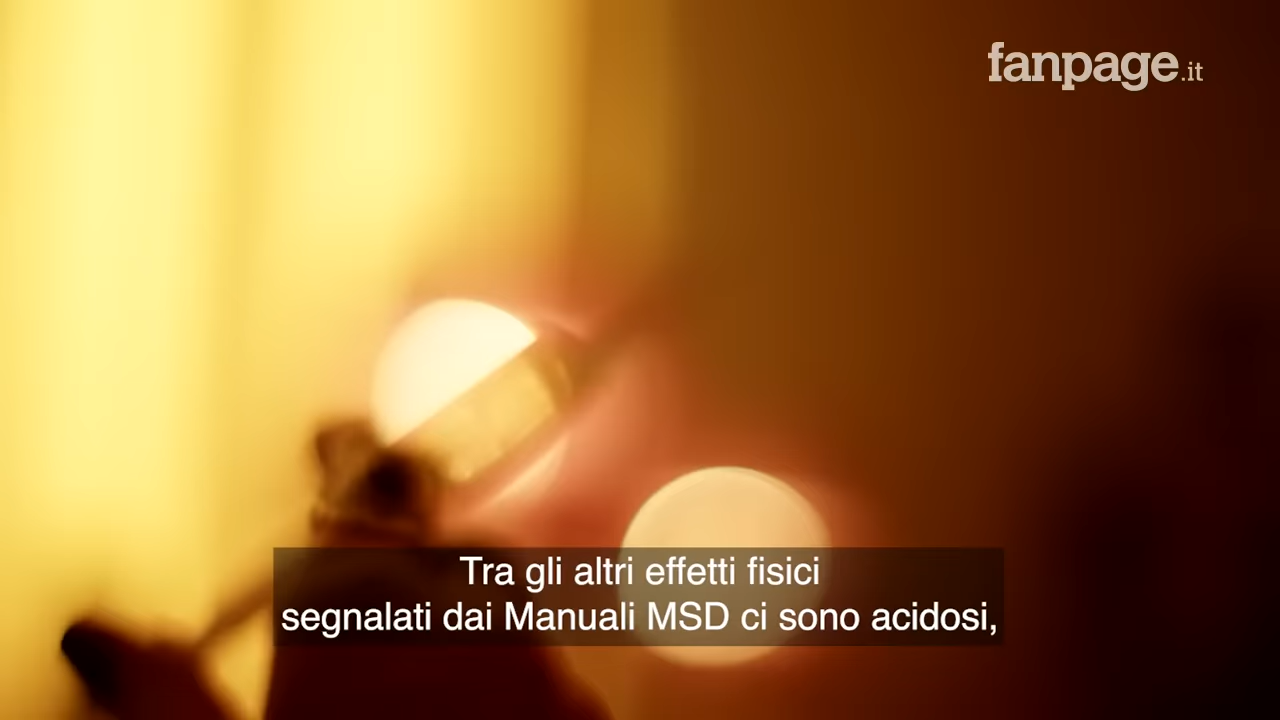 fanpage.it
Tra gli altri effetti fisici
segnalati dai Manuali MSD ci sono acidosi,